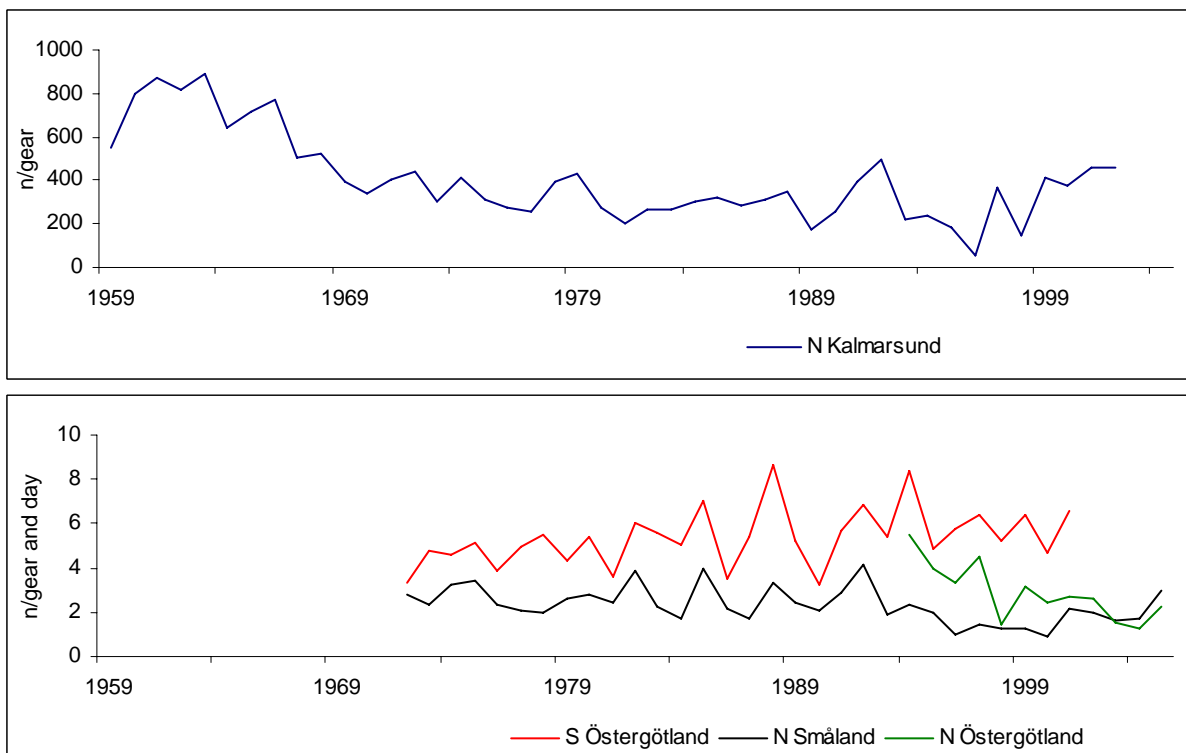 1000
800
600
400
200
0
n/gear
1959 1969 1979 1989 1999
N Kalmarsund
10
8
6
4
2
0
n/gear and day
1959 1969 1979 1989 1999
S Östergötland N Småland N Östergötland